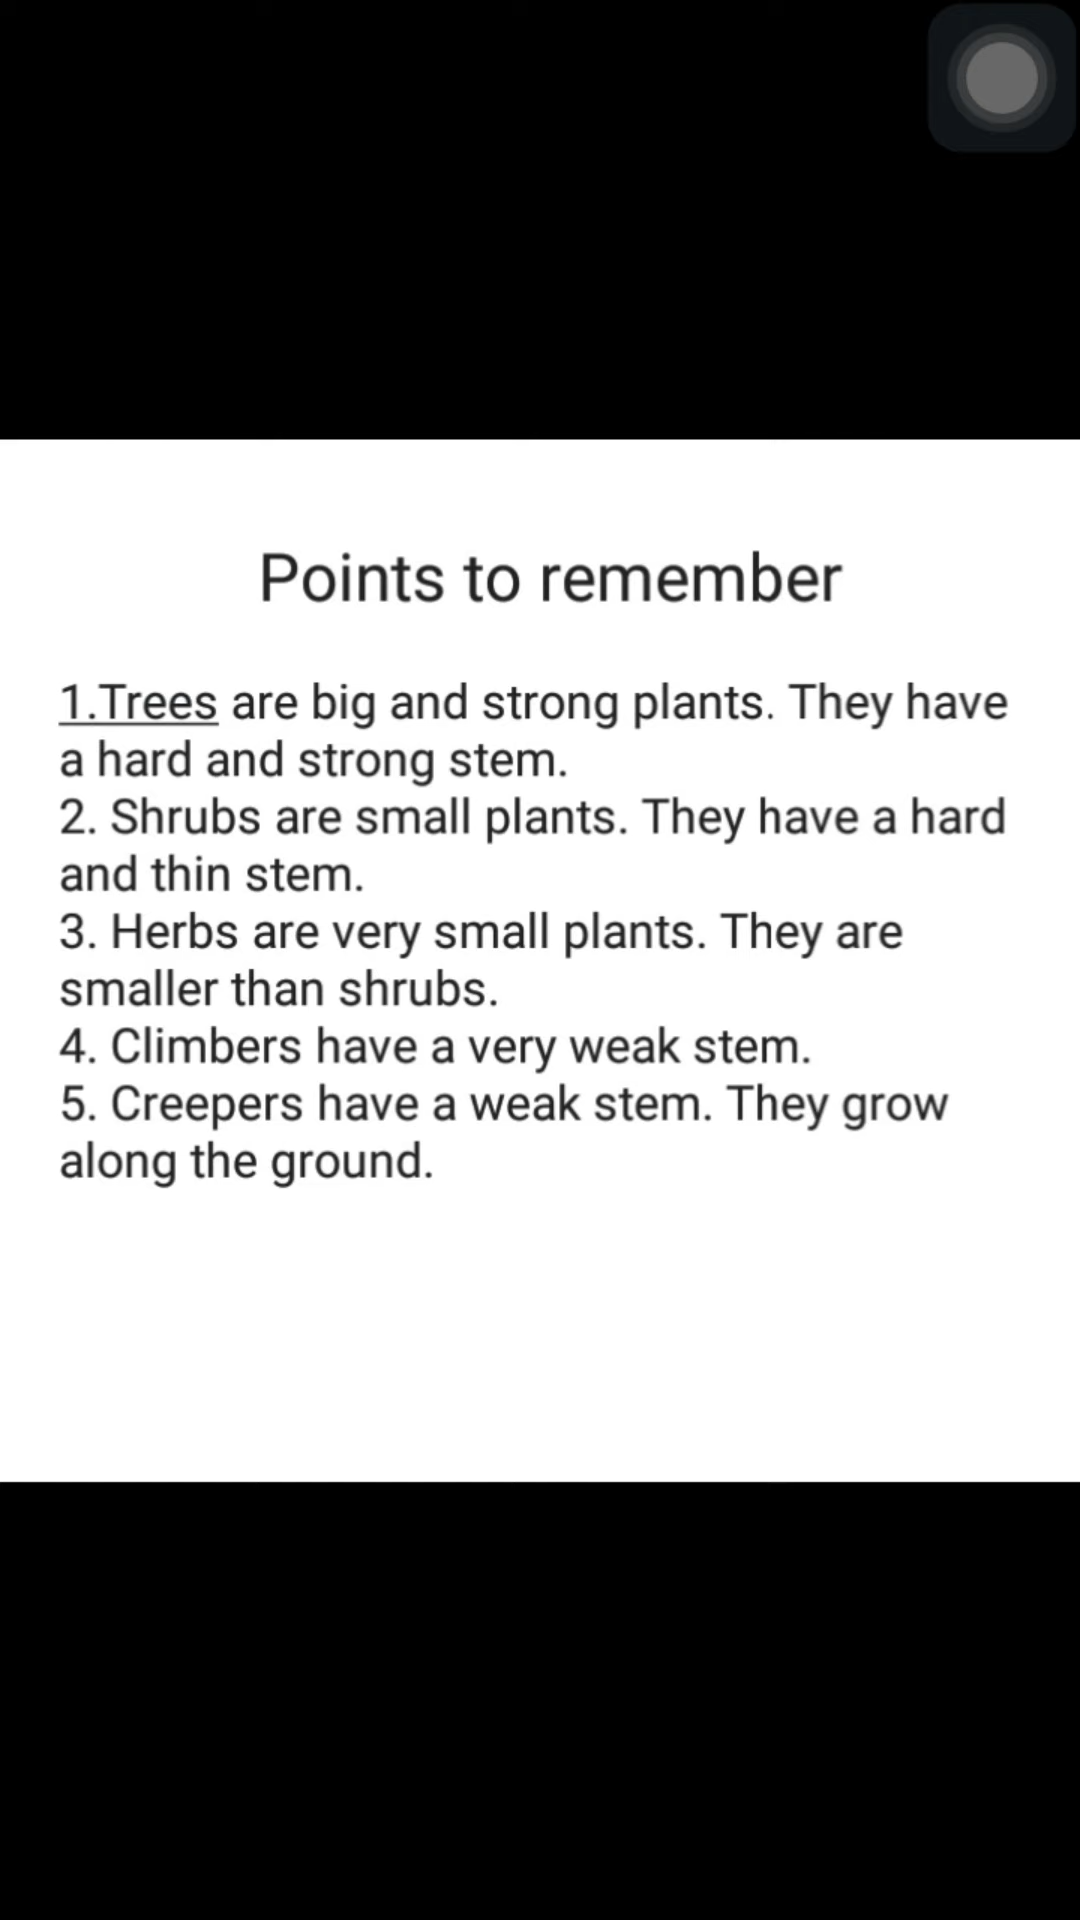 Points to remember
1.Trees are big and strong plants. They have
a hard and strong stem.
2. Shrubs are small plants. They have a hard
and thin stem.
3. Herbs are very small plants. They are
smaller than shrubs.
4. Climbers have a very weak stem.
5. Creepers have a weak stem. They grow
along the ground.